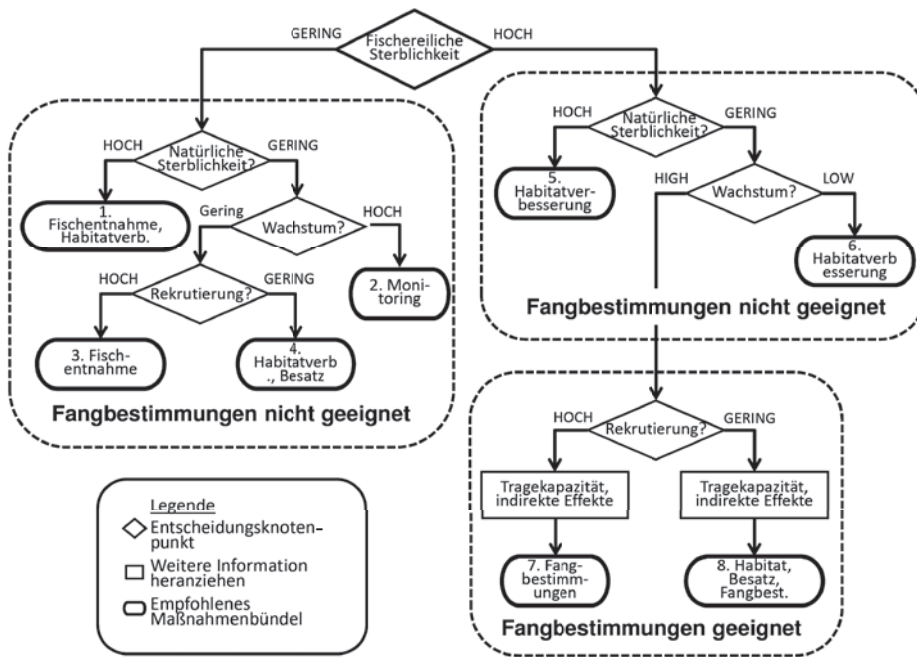 GERING
Fischereiliche
Sterblichkeit
HOCH
HOCH
Natürliche
Sterblichkeit?
GERING
1.
Fischentnahme,
Habitatverb.
Gering
Wachstum?
HOCH
HOCH
Rekrutierung?
GERING
2. Moni-
toring
3. Fisch-
entnahme
4.
Habitatverb
., Besatz
Fangbestimmungen nicht geeignet
HOCH
Natürliche
Sterblichkeit?
GERING
5.
Habitatver-
besserung
HIGH
Wachstum?
LOW
6.
Habitatverb
esserung
Fangbestimmungen nicht geeignet
HOCH
Rekrutierung?
GERING
Tragekapazität,
indirekte Effekte
Tragekapazität,
indirekte Effekte
7. Fang-
bestimm-
ungen
8. Habitat,
Besatz,
Fangbest.
Fangbestimmungen geeignet
Legende
Entscheidungsknoten-
punkt
Weitere Information
heranziehen
Empfohlenes
Maßnahmenbündel